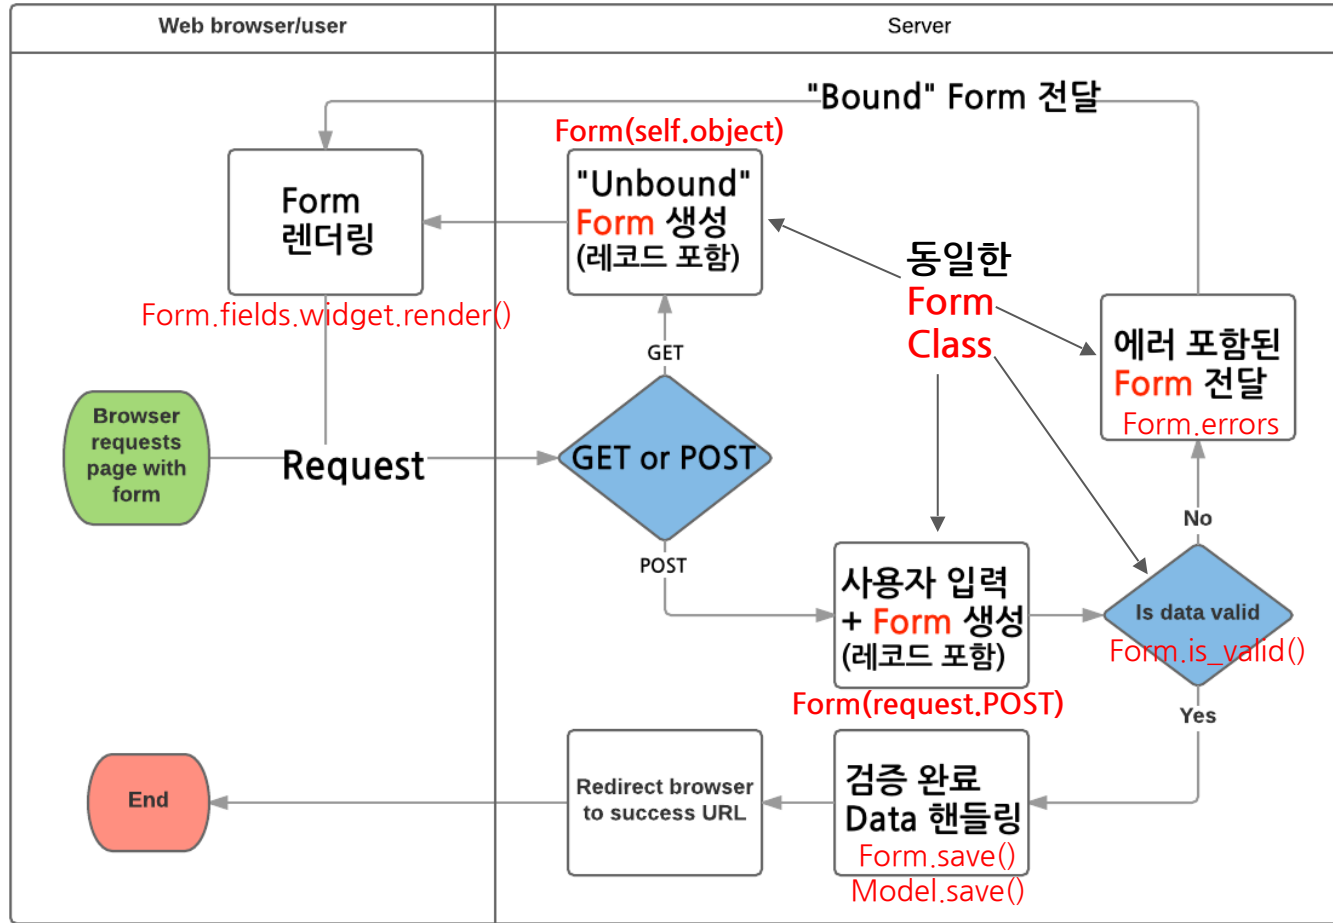 Web browser/user
Server
"Bound" Form 전달
Form(self.object)
"Unbound"
Form 생성
(레코드 포함)
Form
렌더링
Form.fields.widget.render()
동일한
Form
Class
에러 포함된
Form 전달
Form.errors
GET
Browser
requests
page with
form
Request
GET or POST
POST
No
사용자 입력
+ Form 생성
(레코드 포함)
Form(request.POST)
Is data valid
Form.is_valid()
Yes
End
Redirect browser
to success URL
검증 완료
Data 핸들링
Form.save()
Model.save()